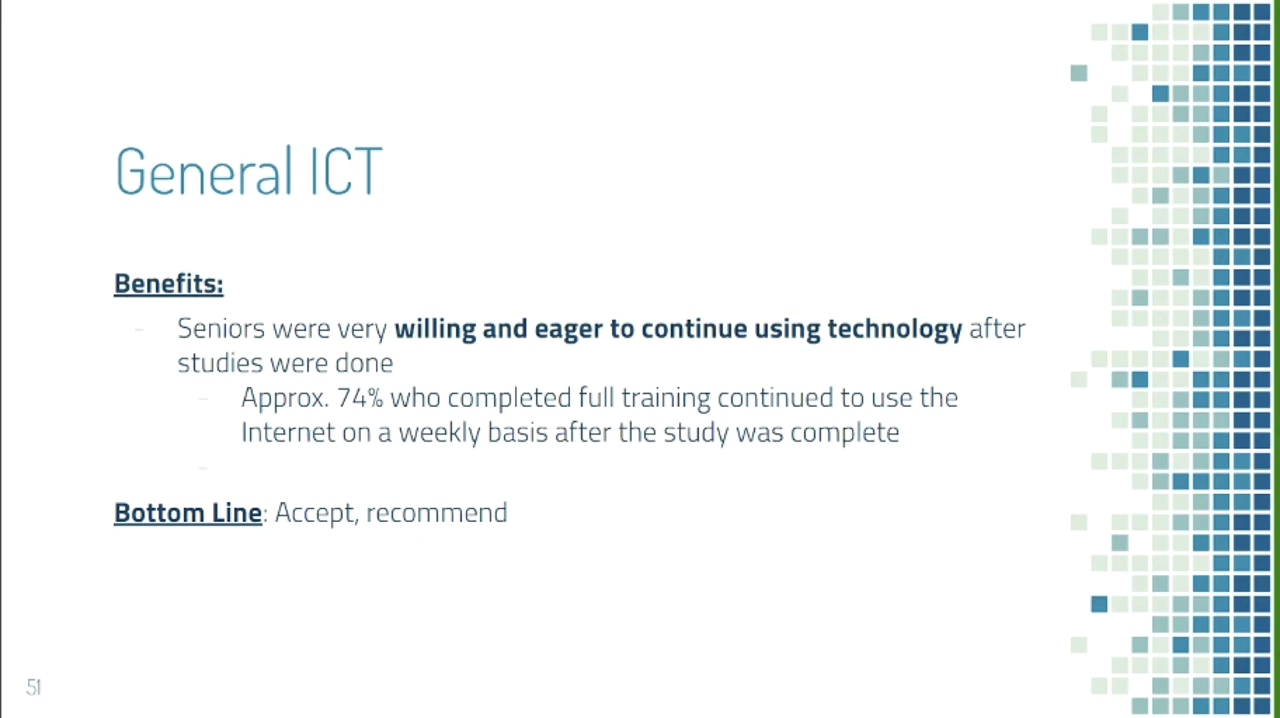 General ICT
Benefits:
- Seniors were very willing and eager to continue using technology after
studies were done
- Approx. 74% who completed full training continued to use the
Internet on a weekly basis after the study was complete
-
Bottom Line: Accept, recommend
51